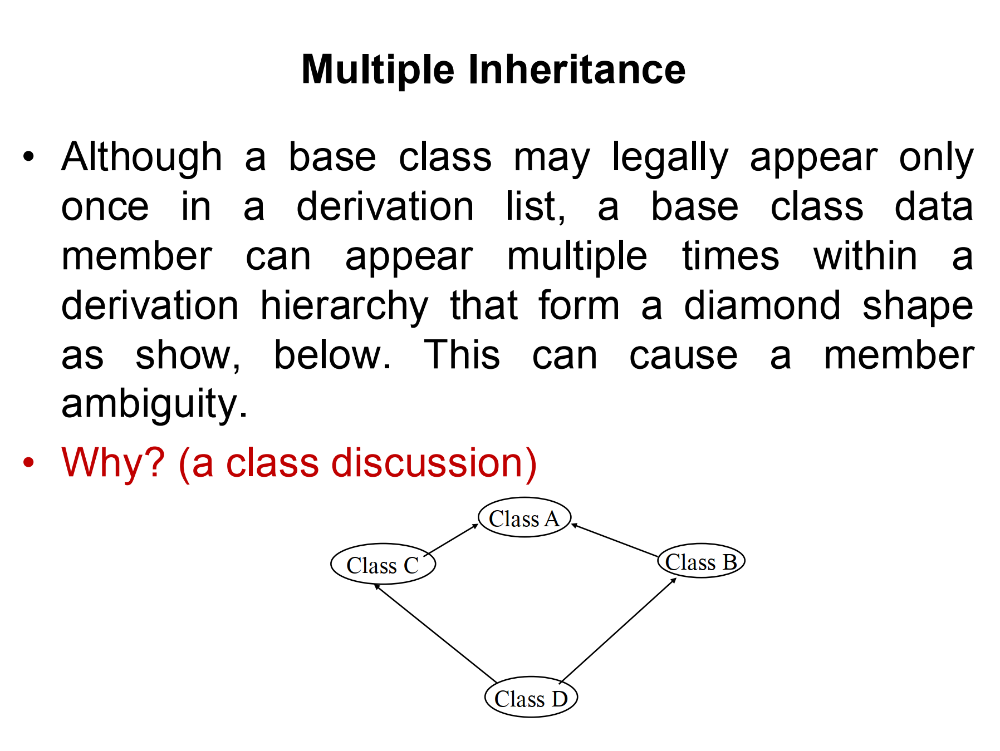 Multiple Inheritance
• Although a base class may legally appear only
once in a derivation list, a base class data
member can appear multiple times within a
derivation hierarchy that form a diamond shape
as show, below. This can cause a member
ambiguity.
• Why? (a class discussion)
Class A
Class C
Class B
Class D